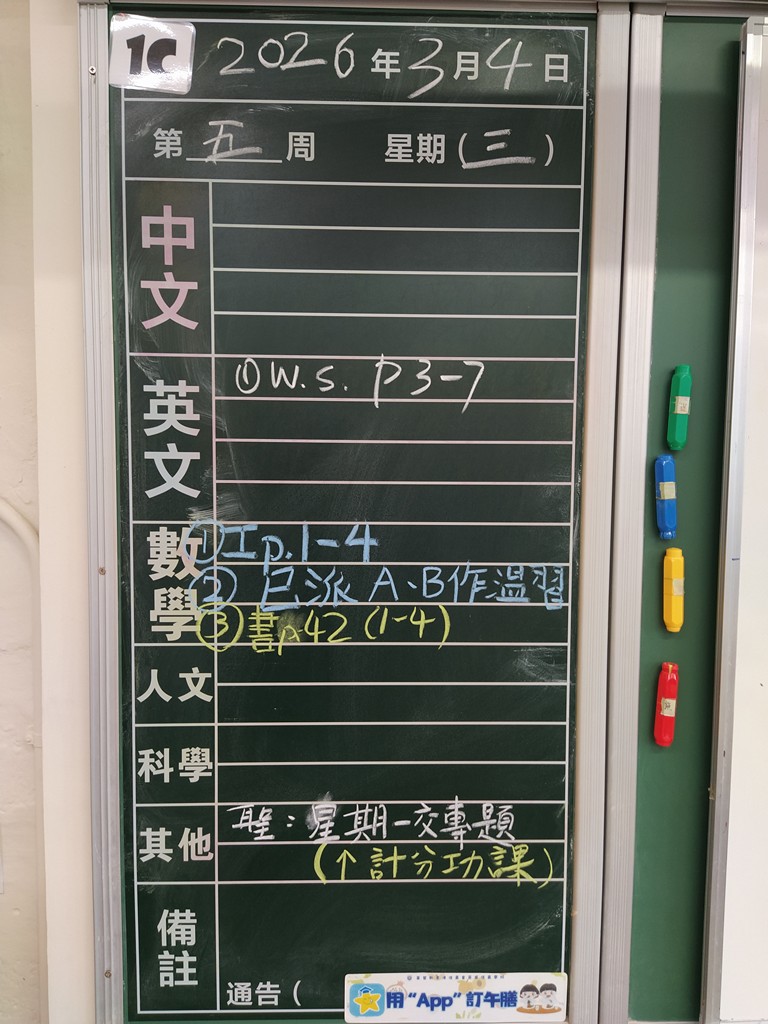 1C 2026年3月4日
第五周 星期(三)
中文
英文
①W.S. P3-7
數學
①工p.1-4
②已派A、B作溫習
③書p.42(1-4)
人文
科學
其他
聖：星期一交專題
(↑計分功課)
備註
通告(
用“App”訂午膳